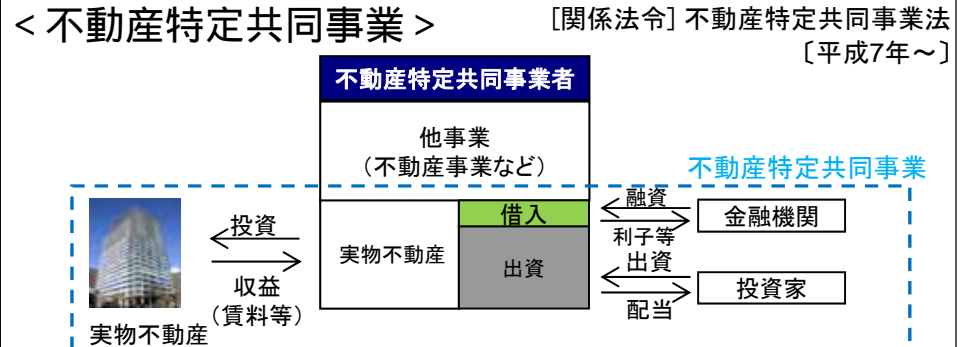 <不動産特定共同事業>
[関係法令] 不動産特定共同事業法
〔平成7年～〕
不動産特定共同事業者
他事業
（不動産事業など）
不動産特定共同事業
投資
収益
（賃料等）
実物不動産
実物不動産
借入
出資
融資
利子等
金融機関
出資
配当
投資家